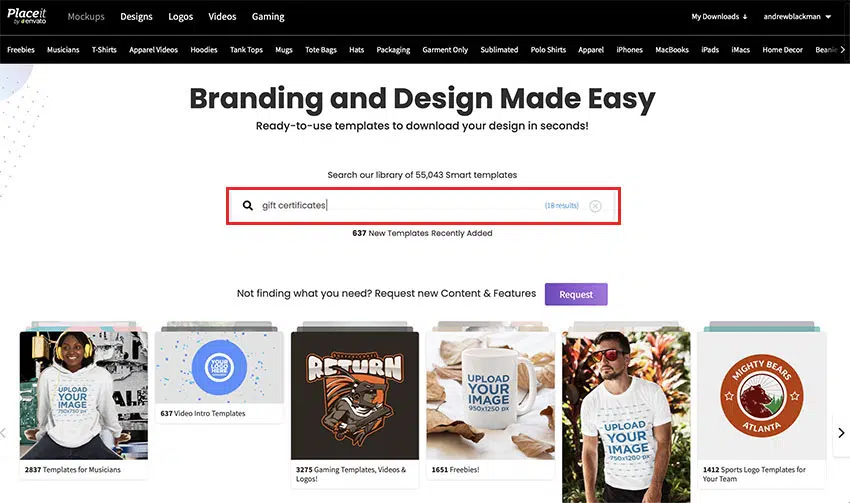 Placeit
by envato
Mockups Designs Logos Videos Gaming
My Downloads andrewblackman
Freebies Musicians T-Shirts Apparel Videos Hoodies Tank Tops Mugs Tote Bags Hats Packaging Garment Only Sublimated Polo Shirts Apparel iPhones MacBooks iPads iMacs Home Decor Beanie
Branding and Design Made Easy
Ready-to-use templates to download your design in seconds!
Search our library of 55,043 Smart templates
gift certificates (18 results)
637 New Templates Recently Added
Not finding what you need? Request new Content & Features Request
UPLOAD
YOUR
IMAGE
750x750 px
2837 Templates for Musicians
YOUR
LOGO
HERE
637 Video Intro Templates
RETURN
3275 Gaming Templates, Videos &
Logos!
UPLOAD
YOUR
IMAGE
950x1250 px
1651 Freebies!
UPLOAD
YOUR
IMAGE
750x1200 px
MIGHTY BEARS
ATLANTA
1412 Sports Logo Templates for
Your Team